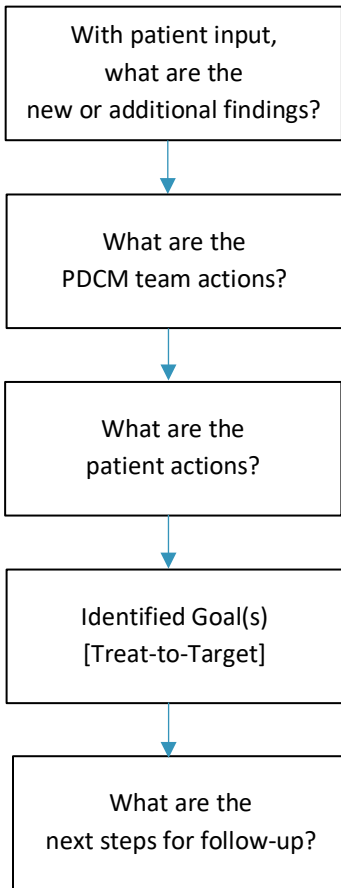 With patient input,
what are the
new or additional findings?
What are the
PDCM team actions?
What are the
patient actions?
Identified Goal(s)
[Treat-to-Target]
What are the
next steps for follow-up?